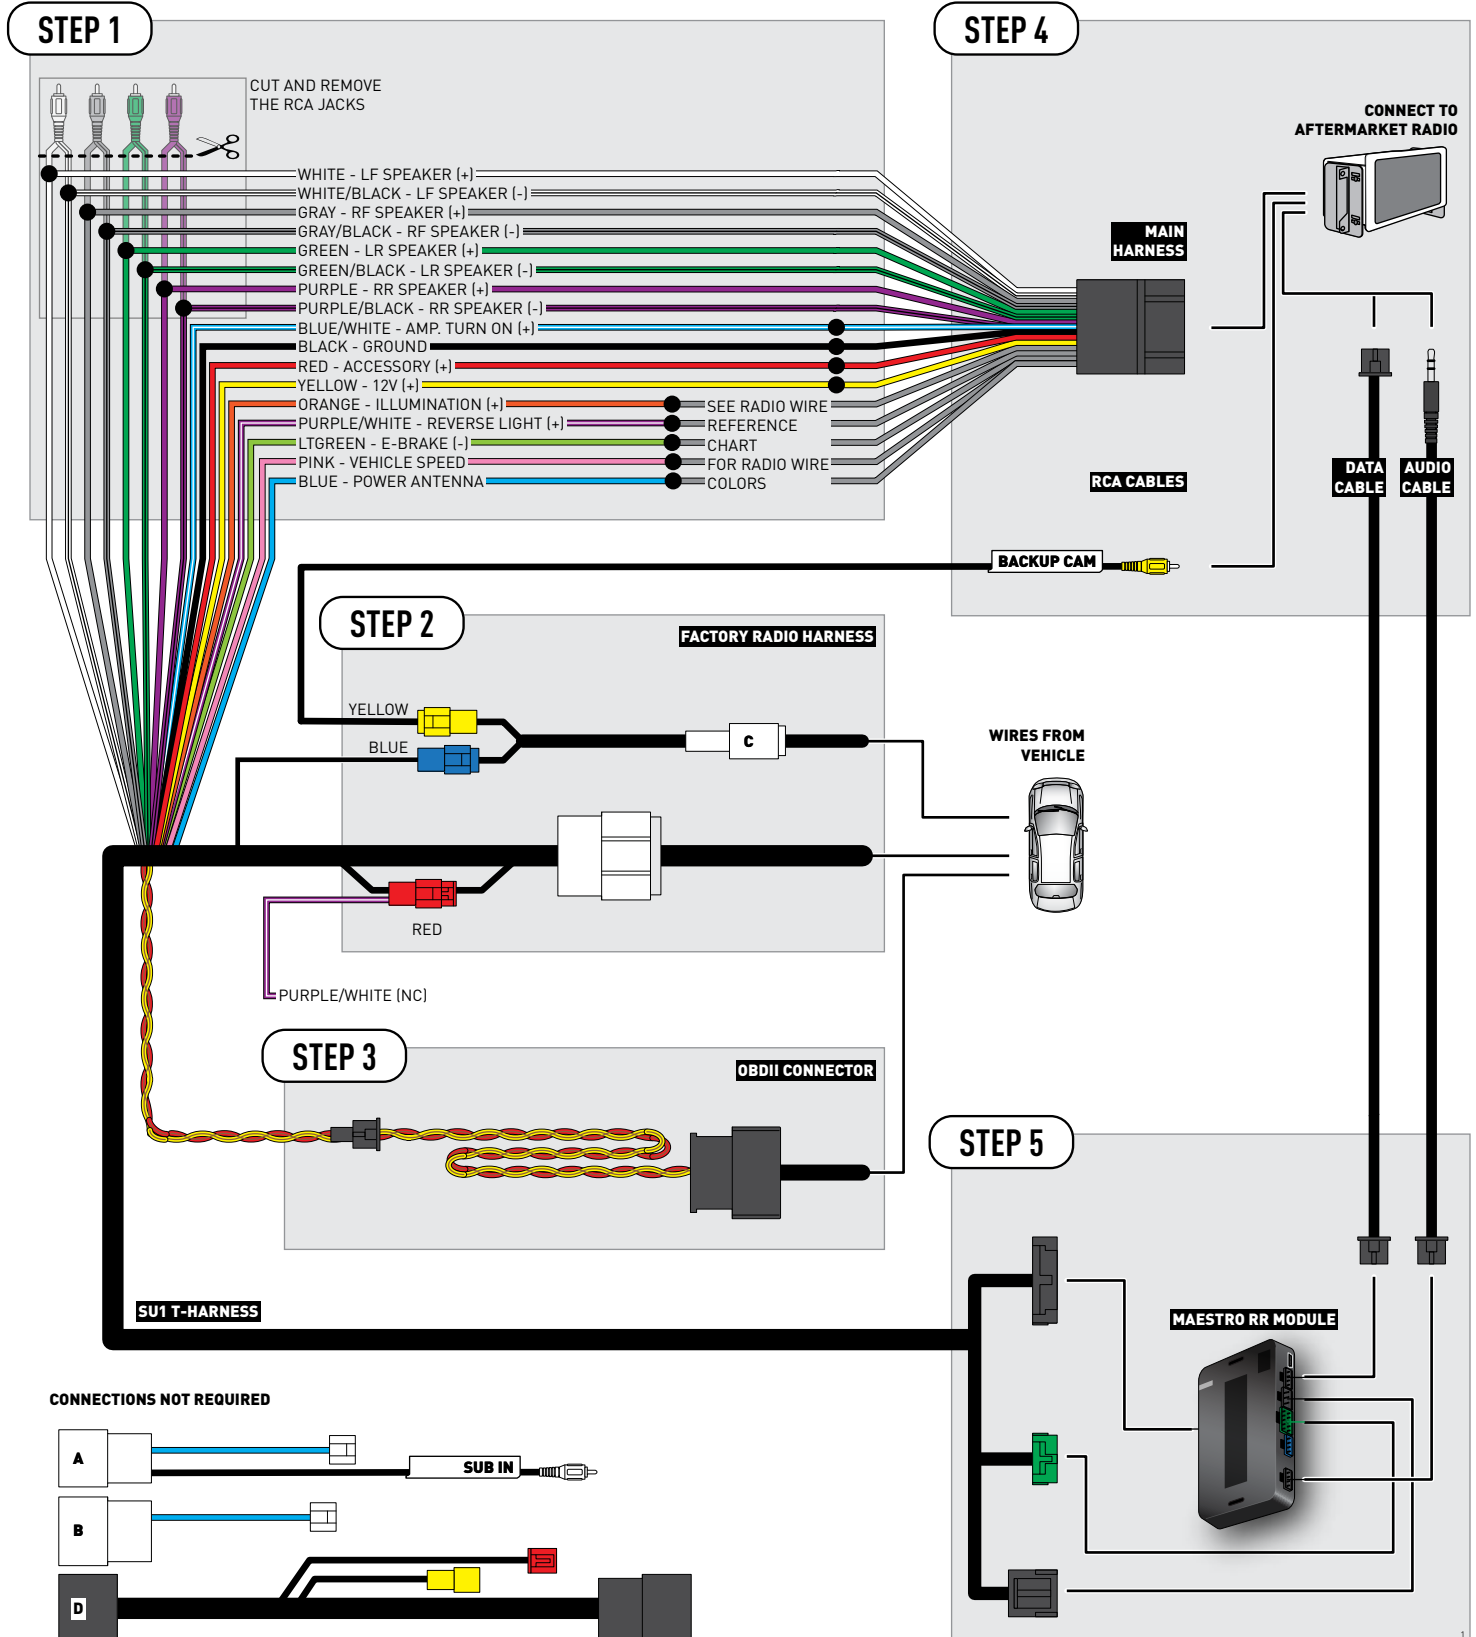 STEP 1
CUT AND REMOVE
THE RCA JACKS
WHITE - LF SPEAKER (+)
WHITE/BLACK - LF SPEAKER (-)
GRAY - RF SPEAKER (+)
GRAY/BLACK - RF SPEAKER (-)
GREEN - LR SPEAKER (+)
GREEN/BLACK - LR SPEAKER (-)
PURPLE - RR SPEAKER (+)
PURPLE/BLACK - RR SPEAKER (-)
BLUE/WHITE - AMP. TURN ON (+)
BLACK - GROUND
RED - ACCESSORY (+)
YELLOW - 12V (+)
ORANGE - ILLUMINATION (+)
PURPLE/WHITE - REVERSE LIGHT (+)
LTGREEN - E-BRAKE (-)
PINK - VEHICLE SPEED
BLUE - POWER ANTENNA
SEE RADIO WIRE
REFERENCE
CHART
FOR RADIO WIRE
COLORS
STEP 4
CONNECT TO
AFTERMARKET RADIO
MAIN
HARNESS
RCA CABLES
DATA
CABLE
AUDIO
CABLE
BACKUP CAM
STEP 2
FACTORY RADIO HARNESS
YELLOW
BLUE
C
WIRES FROM
VEHICLE
RED
PURPLE/WHITE (NC)
STEP 3
OBDII CONNECTOR
STEP 5
SU1 T-HARNESS
MAESTRO RR MODULE
CONNECTIONS NOT REQUIRED
A
SUB IN
B
D
1